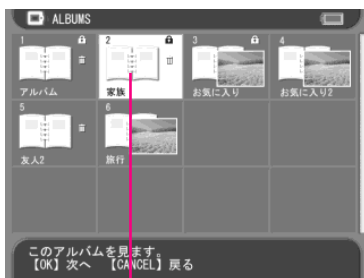 ALBUMS
1
2
3
4
アルバム
家族
お気に入り
お気に入り2
5
6
友人2
旅行
このアルバムを見ます。
【OK】次へ 【CANCEL】戻る